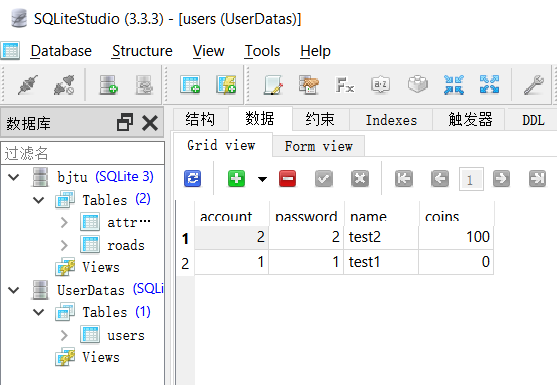 SQLiteStudio (3.3.3) - [users (UserDatas)]
Database Structure View Tools Help
数据库
结构 数据 约束 Indexes 触发器 DDL
过滤名
Grid view Form view
bjtu (SQLite 3)
Tables (2)
attr…
roads
Views
UserDatas (SQLi
Tables (1)
users
Views
1
account password name coins
1 2 2 test2 100
2 1 1 test1 0